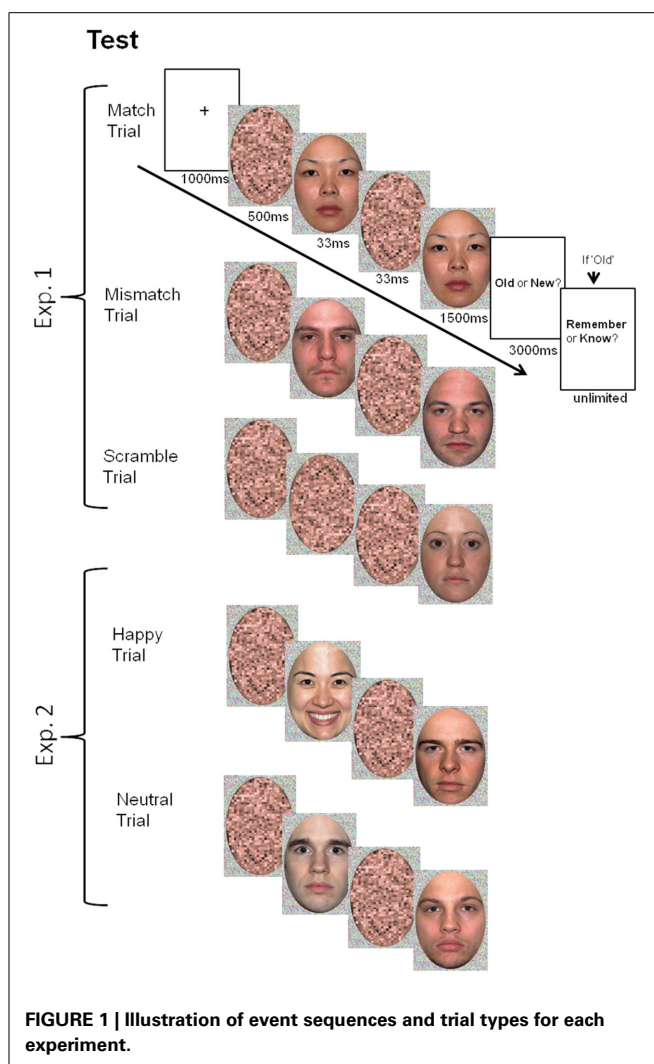 Test
Match
Trial
+
1000ms
500ms
33ms
33ms
1500ms
Old or New?
3000ms
If 'Old'
Remember
or Know?
unlimited
Exp. 1
Mismatch
Trial
Scramble
Trial
Exp. 2
Happy
Trial
Neutral
Trial
FIGURE 1 | Illustration of event sequences and trial types for each
experiment.